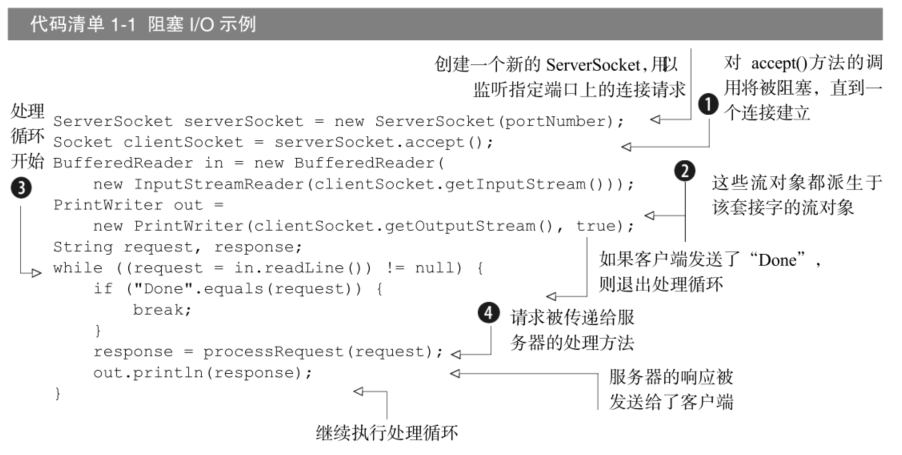 代码清单 1-1 阻塞 I/O 示例
创建一个新的 ServerSocket，用以
监听指定端口上的连接请求
对 accept()方法的调
用将被阻塞，直到一
个连接建立
❶
处理
循环
开始
❸
ServerSocket serverSocket = new ServerSocket(portNumber);
Socket clientSocket = serverSocket.accept();
BufferedReader in = new BufferedReader(
    new InputStreamReader(clientSocket.getInputStream()));
PrintWriter out =
    new PrintWriter(clientSocket.getOutputStream(), true);
String request, response;
while ((request = in.readLine()) != null) {
    if ("Done".equals(request)) {
        break;
    }
    response = processRequest(request);
    out.println(response);
}
❷
这些流对象都派生于
该套接字的流对象
如果客户端发送了“Done”，
则退出处理循环
❹
请求被传递给服
务器的处理方法
服务器的响应被
发送给了客户端
继续执行处理循环